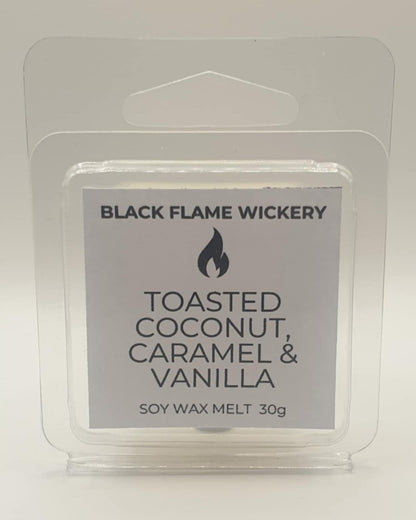 BLACK FLAME WICKERY
TOASTED
COCONUT,
CARAMEL &
VANILLA
SOY WAX MELT 30g